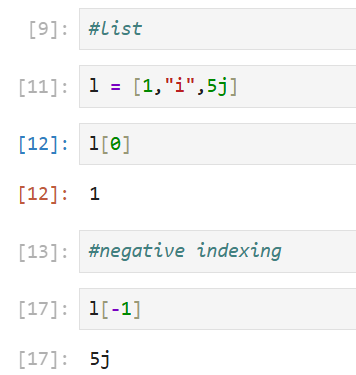 [9]: #list
[11]: l = [1,"i",5j]
[12]: l[0]
[12]: 1
[13]: #negative indexing
[17]: l[-1]
[17]: 5j